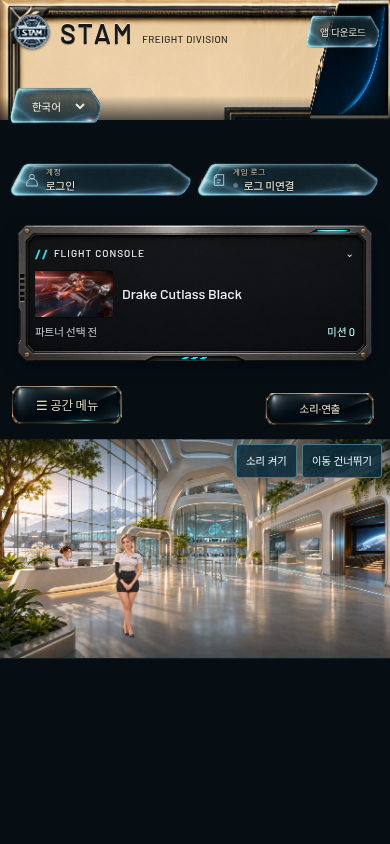 STAM
STAM
FREIGHT DIVISION
앱 다운로드
한국어
계정
로그인
게임 로그
로그 미연결
// FLIGHT CONSOLE
Drake Cutlass Black
파트너 선택 전
미션 0
☰ 공간 메뉴
소리·연출
소리 켜기
이동 건너뛰기